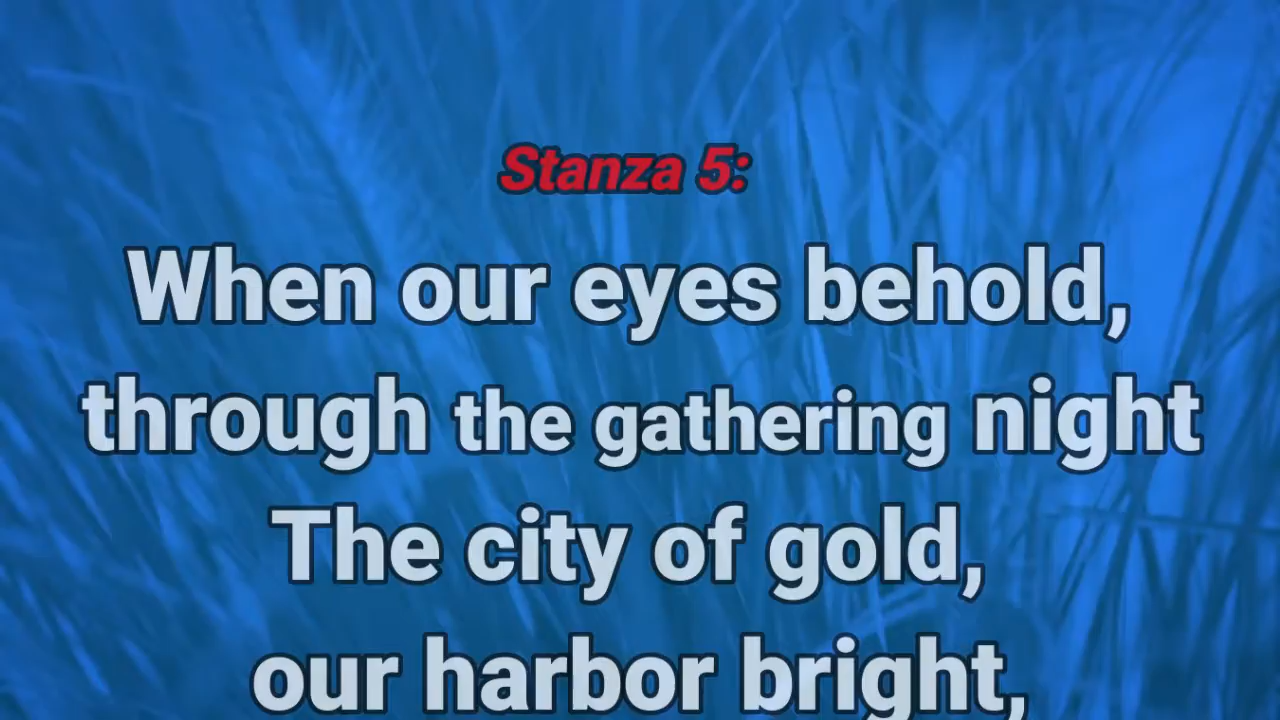 Stanza 5:
When our eyes behold,
through the gathering night
The city of gold,
our harbor bright,